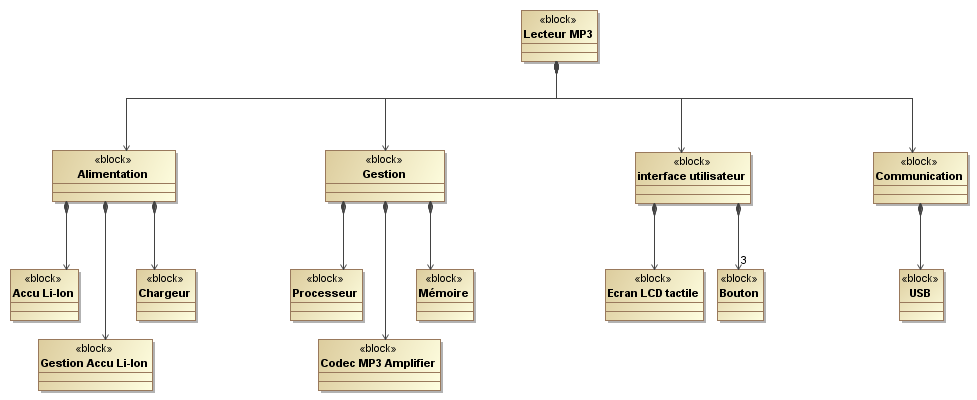 «block»
Lecteur MP3
«block»
Alimentation
«block»
Gestion
«block»
interface utilisateur
«block»
Communication
3
«block»
Accu Li-Ion
«block»
Chargeur
«block»
Processeur
«block»
Mémoire
«block»
Ecran LCD tactile
«block»
Bouton
«block»
USB
«block»
Gestion Accu Li-Ion
«block»
Codec MP3 Amplifier